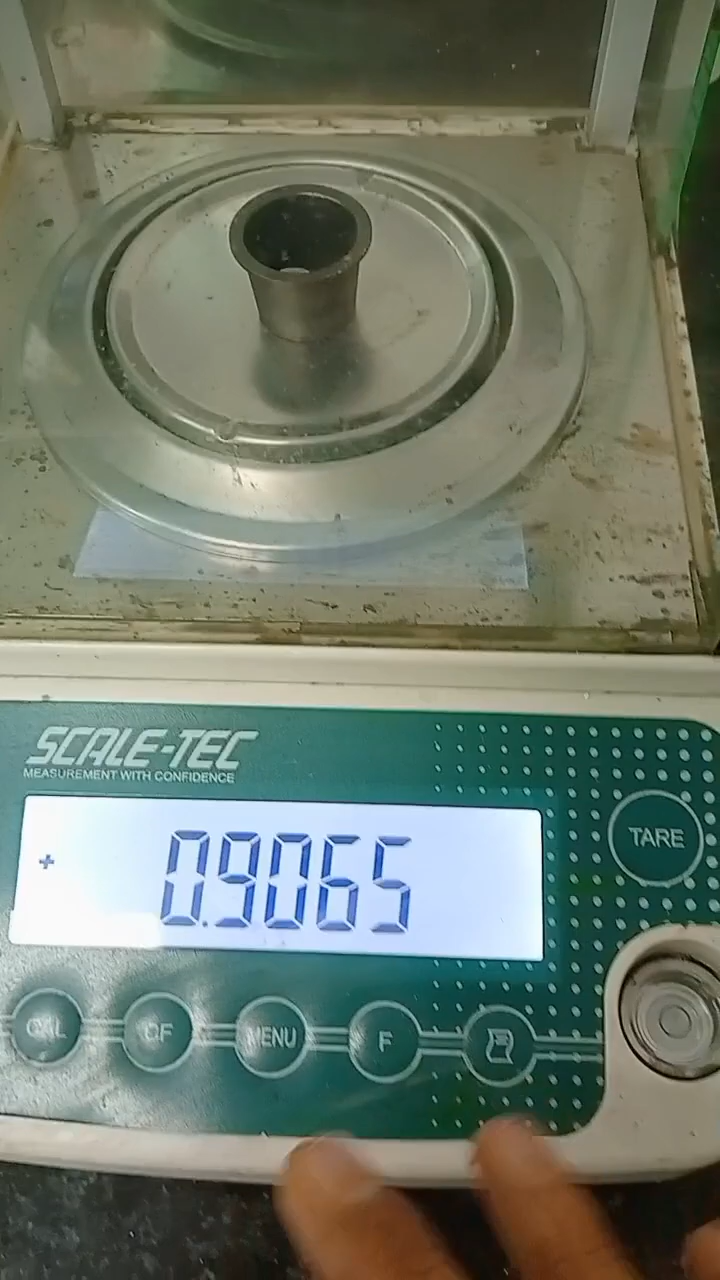 SCALE-TEC
MEASUREMENT WITH CONFIDENCE
TARE
+ 0.9065
CAL CF MENU F